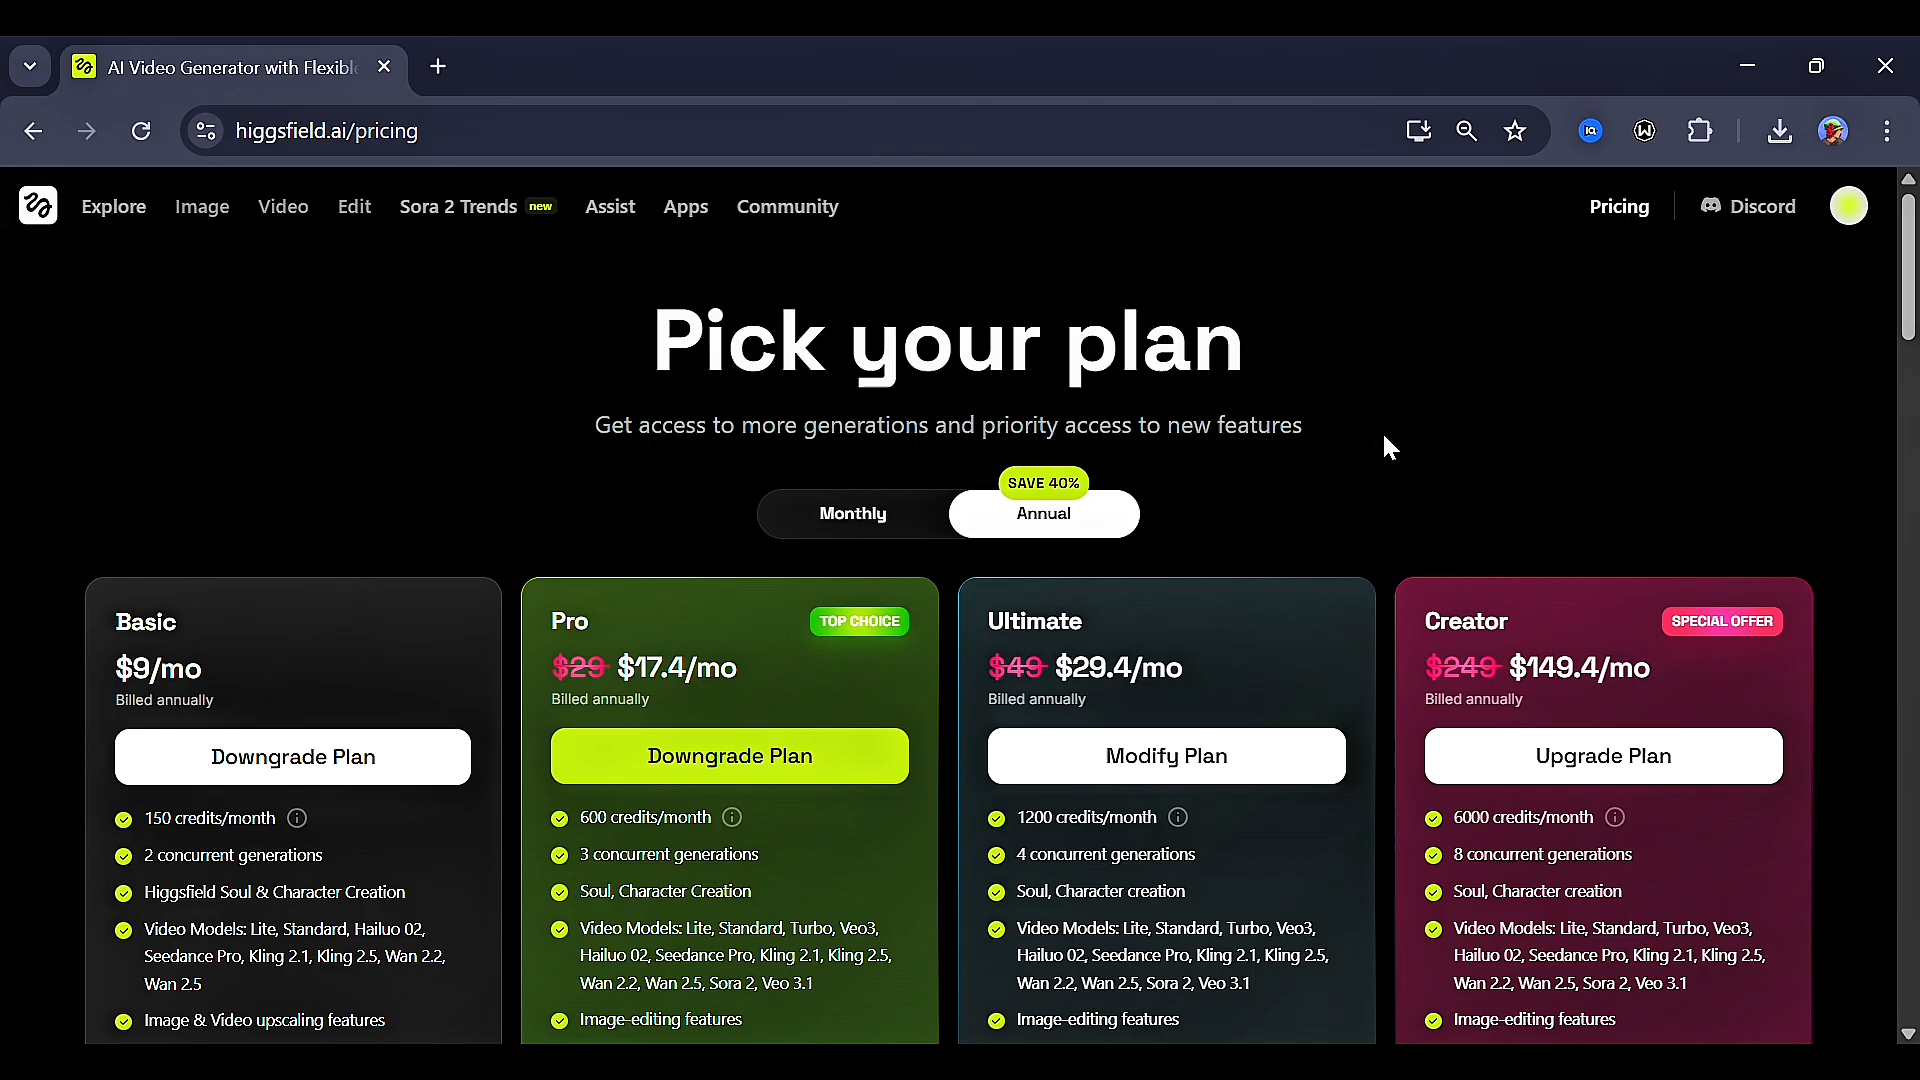 AI Video Generator with Flexibl
higgsfield.ai/pricing
Explore Image Video Edit Sora 2 Trends new Assist Apps Community Pricing Discord
Pick your plan
Get access to more generations and priority access to new features
SAVE 40%
Monthly Annual
Basic
$9/mo
Billed annually
Downgrade Plan
150 credits/month
2 concurrent generations
Higgsfield Soul & Character Creation
Video Models: Lite, Standard, Hailuo 02,
Seedance Pro, Kling 2.1, Kling 2.5, Wan 2.2,
Wan 2.5
Image & Video upscaling features
Pro TOP CHOICE
$29 $17.4/mo
Billed annually
Downgrade Plan
600 credits/month
3 concurrent generations
Soul, Character Creation
Video Models: Lite, Standard, Turbo, Veo3,
Hailuo 02, Seedance Pro, Kling 2.1, Kling 2.5,
Wan 2.2, Wan 2.5, Sora 2, Veo 3.1
Image-editing features
Ultimate
$49 $29.4/mo
Billed annually
Modify Plan
1200 credits/month
4 concurrent generations
Soul, Character creation
Video Models: Lite, Standard, Turbo, Veo3,
Hailuo 02, Seedance Pro, Kling 2.1, Kling 2.5,
Wan 2.2, Wan 2.5, Sora 2, Veo 3.1
Image-editing features
Creator SPECIAL OFFER
$249 $149.4/mo
Billed annually
Upgrade Plan
6000 credits/month
8 concurrent generations
Soul, Character creation
Video Models: Lite, Standard, Turbo, Veo3,
Hailuo 02, Seedance Pro, Kling 2.1, Kling 2.5,
Wan 2.2, Wan 2.5, Sora 2, Veo 3.1
Image-editing features